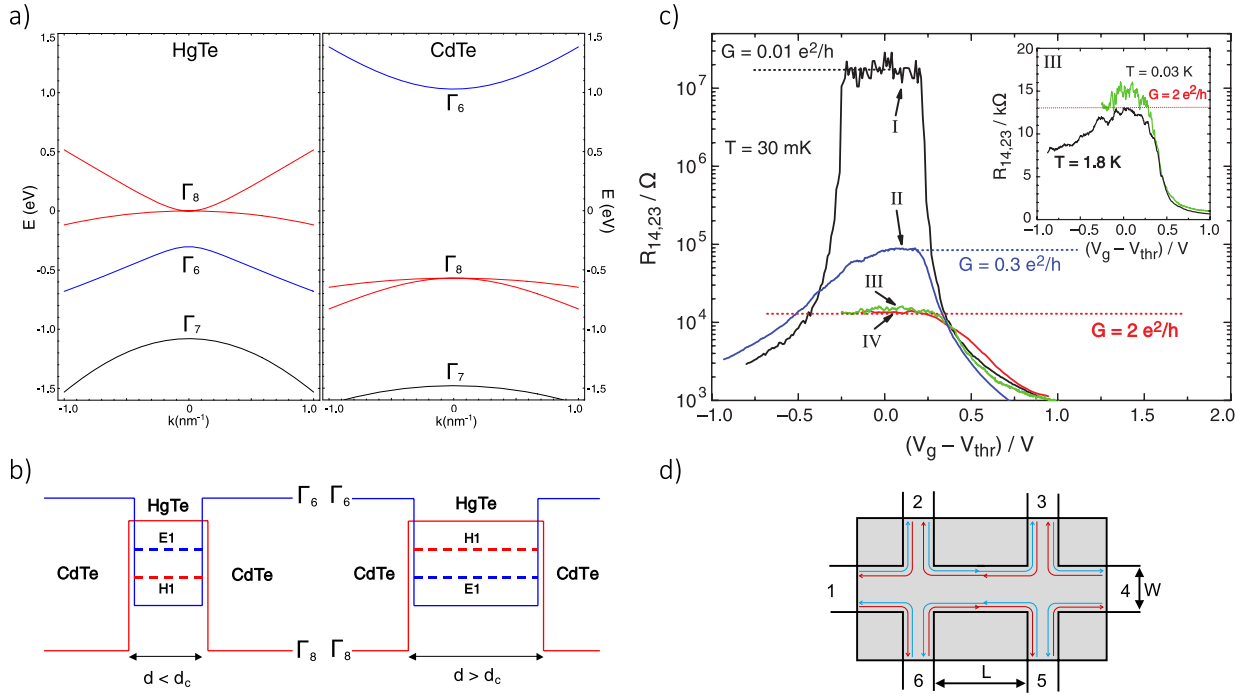 a)
HgTe
CdTe
1.5
1.0
0.5
0
-0.5
-1.0
-1.5
E (eV)
Γ8
Γ6
Γ7
-1.0
0
1.0
k(nm⁻¹)
1.5
1.0
0.5
0
-0.5
-1.0
-1.5
E (eV)
Γ6
Γ8
Γ7
-1.0
0
1.0
k(nm⁻¹)
b)
Γ6 Γ6
HgTe
HgTe
E1
H1
H1
E1
CdTe
CdTe
CdTe
CdTe
Γ8 Γ8
d < dc
d > dc
c)
G = 0.01 e²/h
T = 30 mK
I
II
G = 0.3 e²/h
III
IV
G = 2 e²/h
10⁷
10⁶
10⁵
10⁴
10³
R14,23 / Ω
-1.0
-0.5
0.0
0.5
1.0
1.5
2.0
(Vg – Vthr) / V
III
T = 0.03 K
G = 2 e²/h
T = 1.8 K
20
15
10
5
0
R14,23 / kΩ
-1.0
-0.5
0.0
0.5
1.0
(Vg – Vthr) / V
d)
2
3
1
4
W
L
6
5